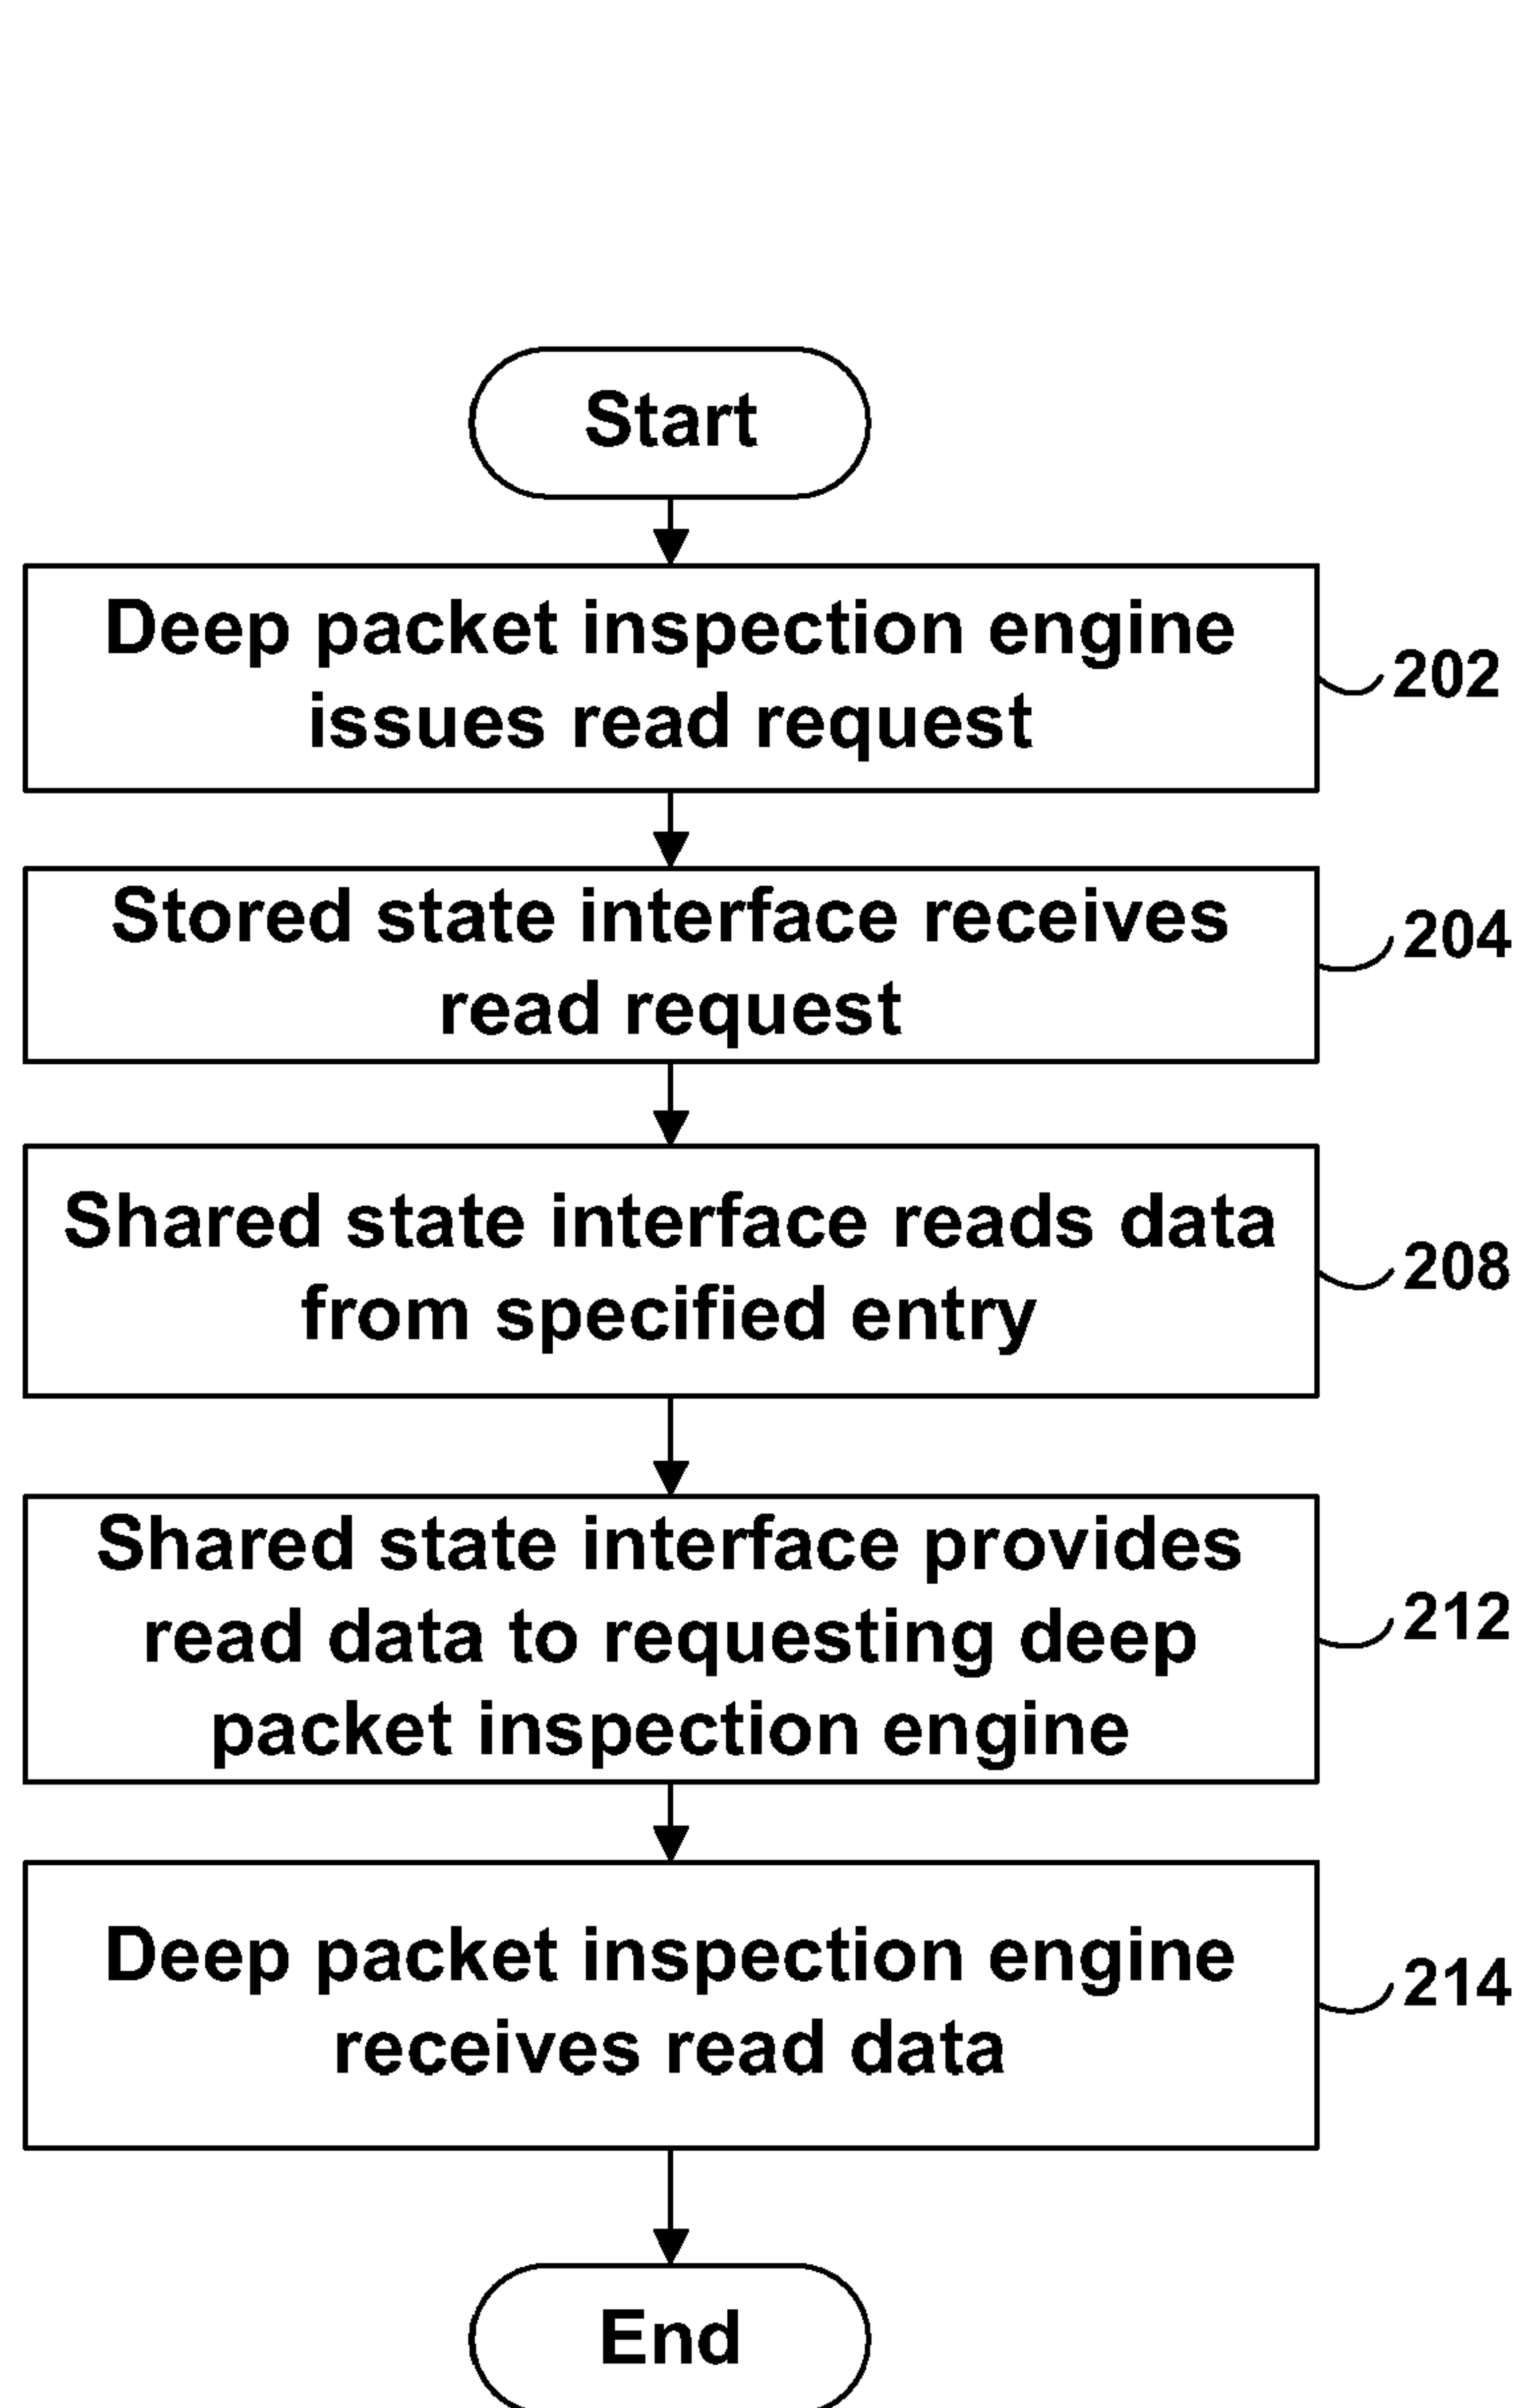 Start
Deep packet inspection engine
issues read request
202
Stored state interface receives
read request
204
Shared state interface reads data
from specified entry
208
Shared state interface provides
read data to requesting deep
packet inspection engine
212
Deep packet inspection engine
receives read data
214
End